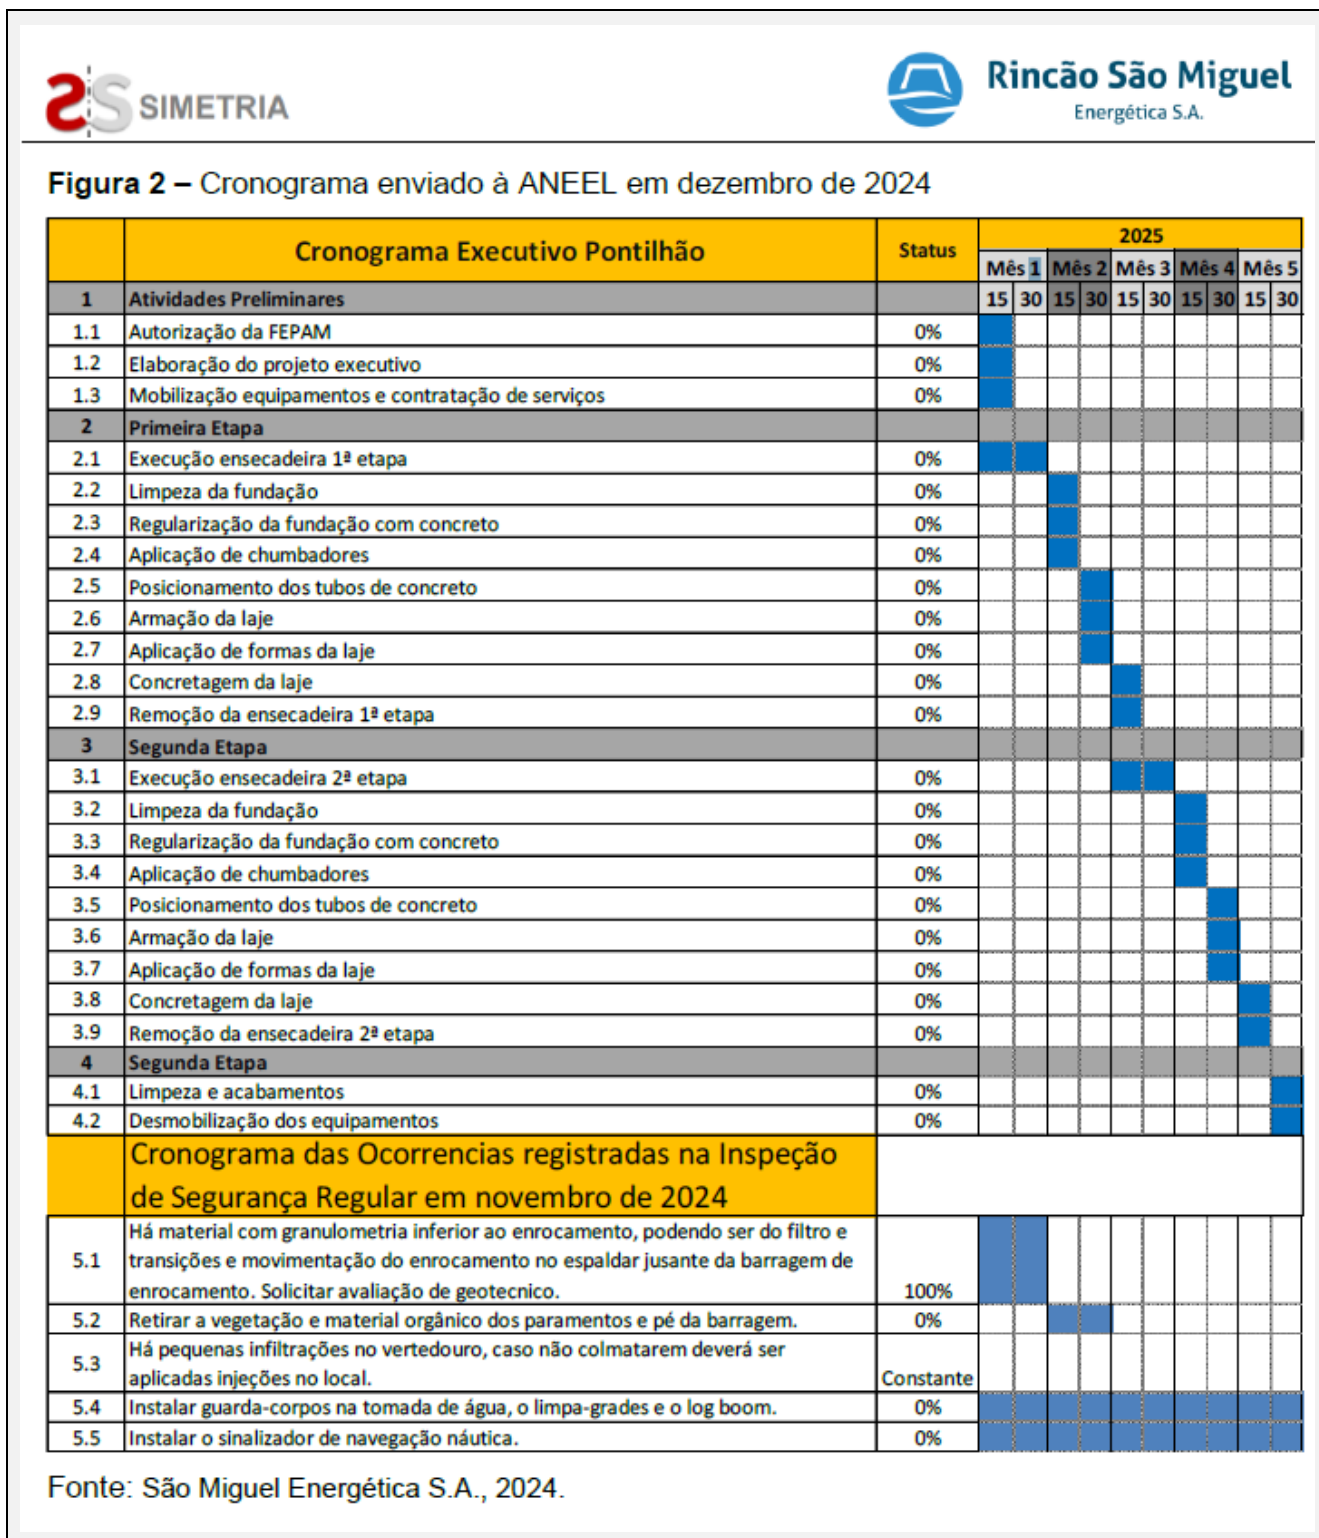 SIMETRIA
Rincão São Miguel
Energética S.A.
Figura 2 – Cronograma enviado à ANEEL em dezembro de 2024
Cronograma Executivo Pontilhão Status 2025
Mês 1 Mês 2 Mês 3 Mês 4 Mês 5
1 Atividades Preliminares 15 30 15 30 15 30 15 30 15 30
1.1 Autorização da FEPAM 0%
1.2 Elaboração do projeto executivo 0%
1.3 Mobilização equipamentos e contratação de serviços 0%
2 Primeira Etapa
2.1 Execução ensecadeira 1ª etapa 0%
2.2 Limpeza da fundação 0%
2.3 Regularização da fundação com concreto 0%
2.4 Aplicação de chumbadores 0%
2.5 Posicionamento dos tubos de concreto 0%
2.6 Armação da laje 0%
2.7 Aplicação de formas da laje 0%
2.8 Concretagem da laje 0%
2.9 Remoção da ensecadeira 1ª etapa 0%
3 Segunda Etapa
3.1 Execução ensecadeira 2ª etapa 0%
3.2 Limpeza da fundação 0%
3.3 Regularização da fundação com concreto 0%
3.4 Aplicação de chumbadores 0%
3.5 Posicionamento dos tubos de concreto 0%
3.6 Armação da laje 0%
3.7 Aplicação de formas da laje 0%
3.8 Concretagem da laje 0%
3.9 Remoção da ensecadeira 2ª etapa 0%
4 Segunda Etapa
4.1 Limpeza e acabamentos 0%
4.2 Desmobilização dos equipamentos 0%
Cronograma das Ocorrencias registradas na Inspeção
de Segurança Regular em novembro de 2024
Há material com granulometria inferior ao enrocamento, podendo ser do filtro e
5.1 transições e movimentação do enrocamento no espaldar jusante da barragem de
enrocamento. Solicitar avaliação de geotecnico. 100%
5.2 Retirar a vegetação e material orgânico dos paramentos e pé da barragem. 0%
5.3 Há pequenas infiltrações no vertedouro, caso não colmatarem deverá ser
aplicadas injeções no local. Constante
5.4 Instalar guarda-corpos na tomada de água, o limpa-grades e o log boom. 0%
5.5 Instalar o sinalizador de navegação náutica. 0%
Fonte: São Miguel Energética S.A., 2024.